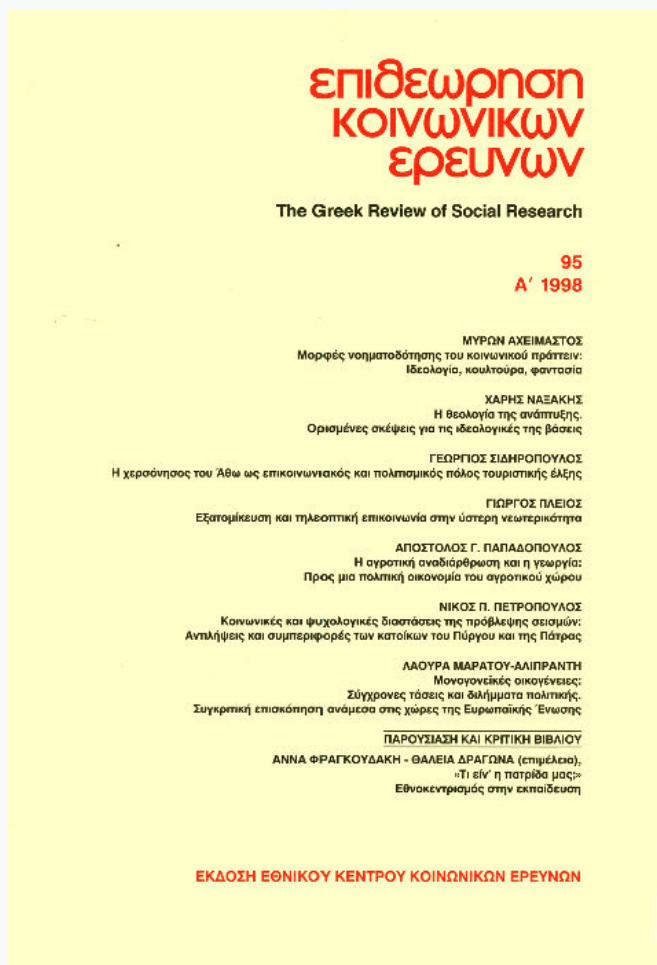 επιθεωρηση
κοινωνικων
ερευνων
The Greek Review of Social Research
95
Α΄ 1998
ΜΥΡΩΝ ΑΧΕΙΜΑΣΤΟΣ
Μορφές νοηματοδότησης του κοινωνικού πράττειν:
Ιδεολογία, κουλτούρα, φαντασία
ΧΑΡΗΣ ΝΑΞΑΚΗΣ
Η θεολογία της ανάπτυξης.
Ορισμένες σκέψεις για τις ιδεολογικές της βάσεις
ΓΕΩΡΓΙΟΣ ΣΙΔΗΡΟΠΟΥΛΟΣ
Η χερσόνησος του Άθω ως επικοινωνιακός και πολιτισμικός πόλος τουριστικής έλξης
ΓΙΩΡΓΟΣ ΠΛΕΙΟΣ
Εξατομίκευση και τηλεοπτική επικοινωνία στην ύστερη νεωτερικότητα
ΑΠΟΣΤΟΛΟΣ Γ. ΠΑΠΑΔΟΠΟΥΛΟΣ
Η αγροτική αναδιάρθρωση και η γεωργία:
Προς μια πολιτική οικονομία του αγροτικού χώρου
ΝΙΚΟΣ Π. ΠΕΤΡΟΠΟΥΛΟΣ
Κοινωνικές και ψυχολογικές διαστάσεις της πρόβλεψης σεισμών:
Αντιλήψεις και συμπεριφορές των κατοίκων του Πύργου και της Πάτρας
ΛΑΟΥΡΑ ΜΑΡΑΤΟΥ-ΑΛΙΠΡΑΝΤΗ
Μονογονεϊκές οικογένειες:
Σύγχρονες τάσεις και διλήμματα πολιτικής.
Συγκριτική επισκόπηση ανάμεσα στις χώρες της Ευρωπαϊκής Ένωσης
ΠΑΡΟΥΣΙΑΣΗ ΚΑΙ ΚΡΙΤΙΚΗ ΒΙΒΛΙΟΥ
ΑΝΝΑ ΦΡΑΓΚΟΥΔΑΚΗ - ΘΑΛΕΙΑ ΔΡΑΓΩΝΑ (επιμέλεια),
«Τι είν' η πατρίδα μας;»
Εθνοκεντρισμός στην εκπαίδευση
ΕΚΔΟΣΗ ΕΘΝΙΚΟΥ ΚΕΝΤΡΟΥ ΚΟΙΝΩΝΙΚΩΝ ΕΡΕΥΝΩΝ